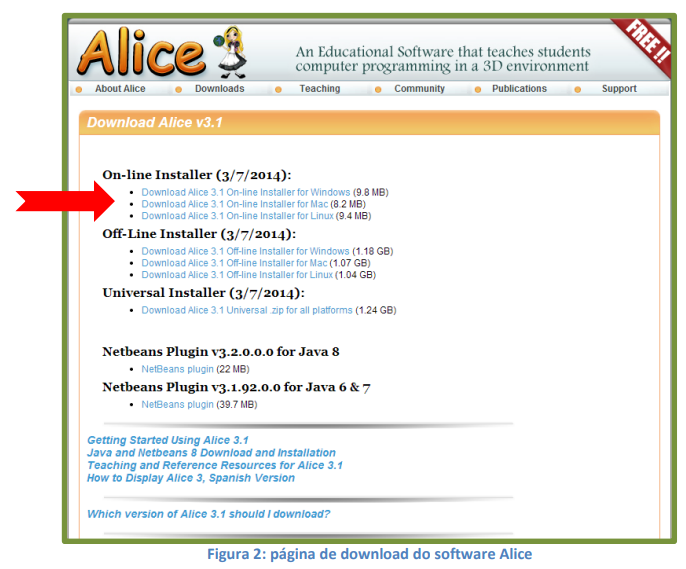 Alice
An Educational Software that teaches students
computer programming in a 3D environment
FREE!!
About Alice
Downloads
Teaching
Community
Publications
Support
Download Alice v3.1
On-line Installer (3/7/2014):
Download Alice 3.1 On-line Installer for Windows (9.8 MB)
Download Alice 3.1 On-line Installer for Mac (8.2 MB)
Download Alice 3.1 On-line Installer for Linux (9.4 MB)
Off-Line Installer (3/7/2014):
Download Alice 3.1 Off-line Installer for Windows (1.18 GB)
Download Alice 3.1 Off-line Installer for Mac (1.07 GB)
Download Alice 3.1 Off-line Installer for Linux (1.04 GB)
Universal Installer (3/7/2014):
Download Alice 3.1 Universal .zip for all platforms (1.24 GB)
Netbeans Plugin v3.2.0.0.0 for Java 8
NetBeans plugin (22 MB)
Netbeans Plugin v3.1.92.0.0 for Java 6 & 7
NetBeans plugin (39.7 MB)
Getting Started Using Alice 3.1
Java and Netbeans 8 Download and Installation
Teaching and Reference Resources for Alice 3.1
How to Display Alice 3, Spanish Version
Which version of Alice 3.1 should I download?
Figura 2: página de download do software Alice